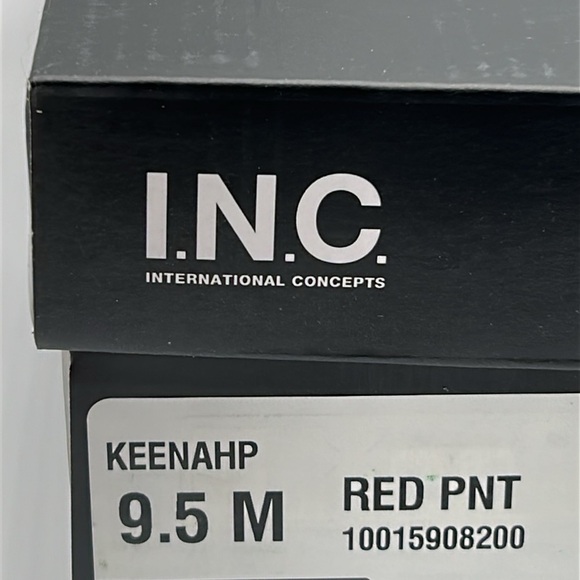 I.N.C.
INTERNATIONAL CONCEPTS
KEENAHP
9.5 M
RED PNT
10015908200